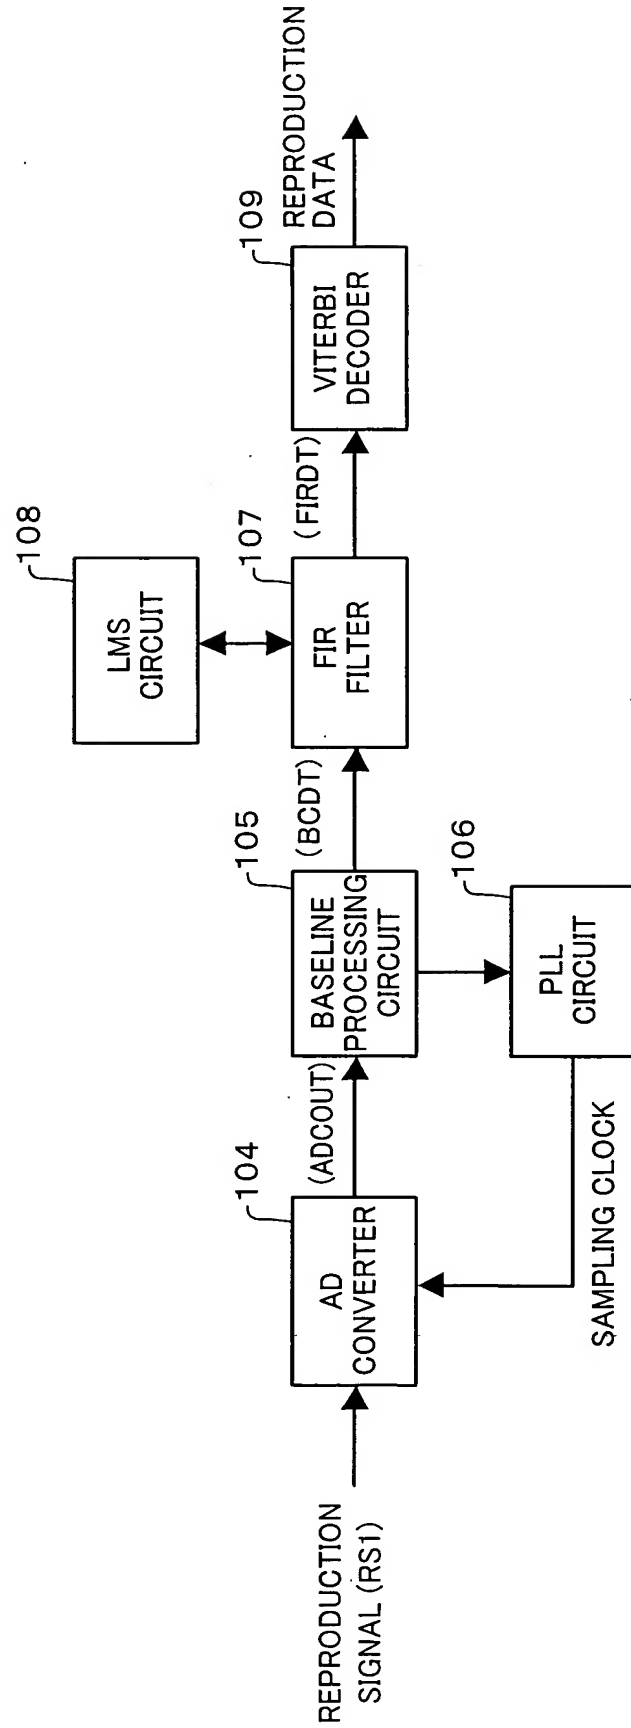 REPRODUCTION
SIGNAL (RS1)
104
AD
CONVERTER
(ADCOUT)
SAMPLING CLOCK
105
BASELINE
PROCESSING
CIRCUIT
106
PLL
CIRCUIT
(BCDT)
108
LMS
CIRCUIT
107
FIR
FILTER
(FIRDT)
109
VITERBI
DECODER
REPRODUCTION
DATA